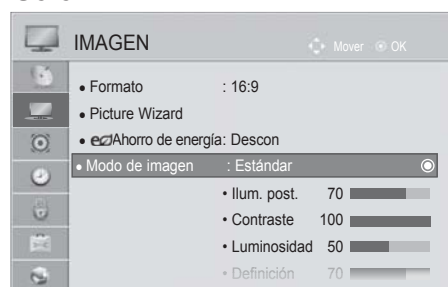 IMAGEN Mover OK
• Formato : 16:9
• Picture Wizard
• eco Ahorro de energía: Descon
• Modo de imagen : Estándar
• Ilum. post. 70
• Contraste 100
• Luminosidad 50
• Definición 70